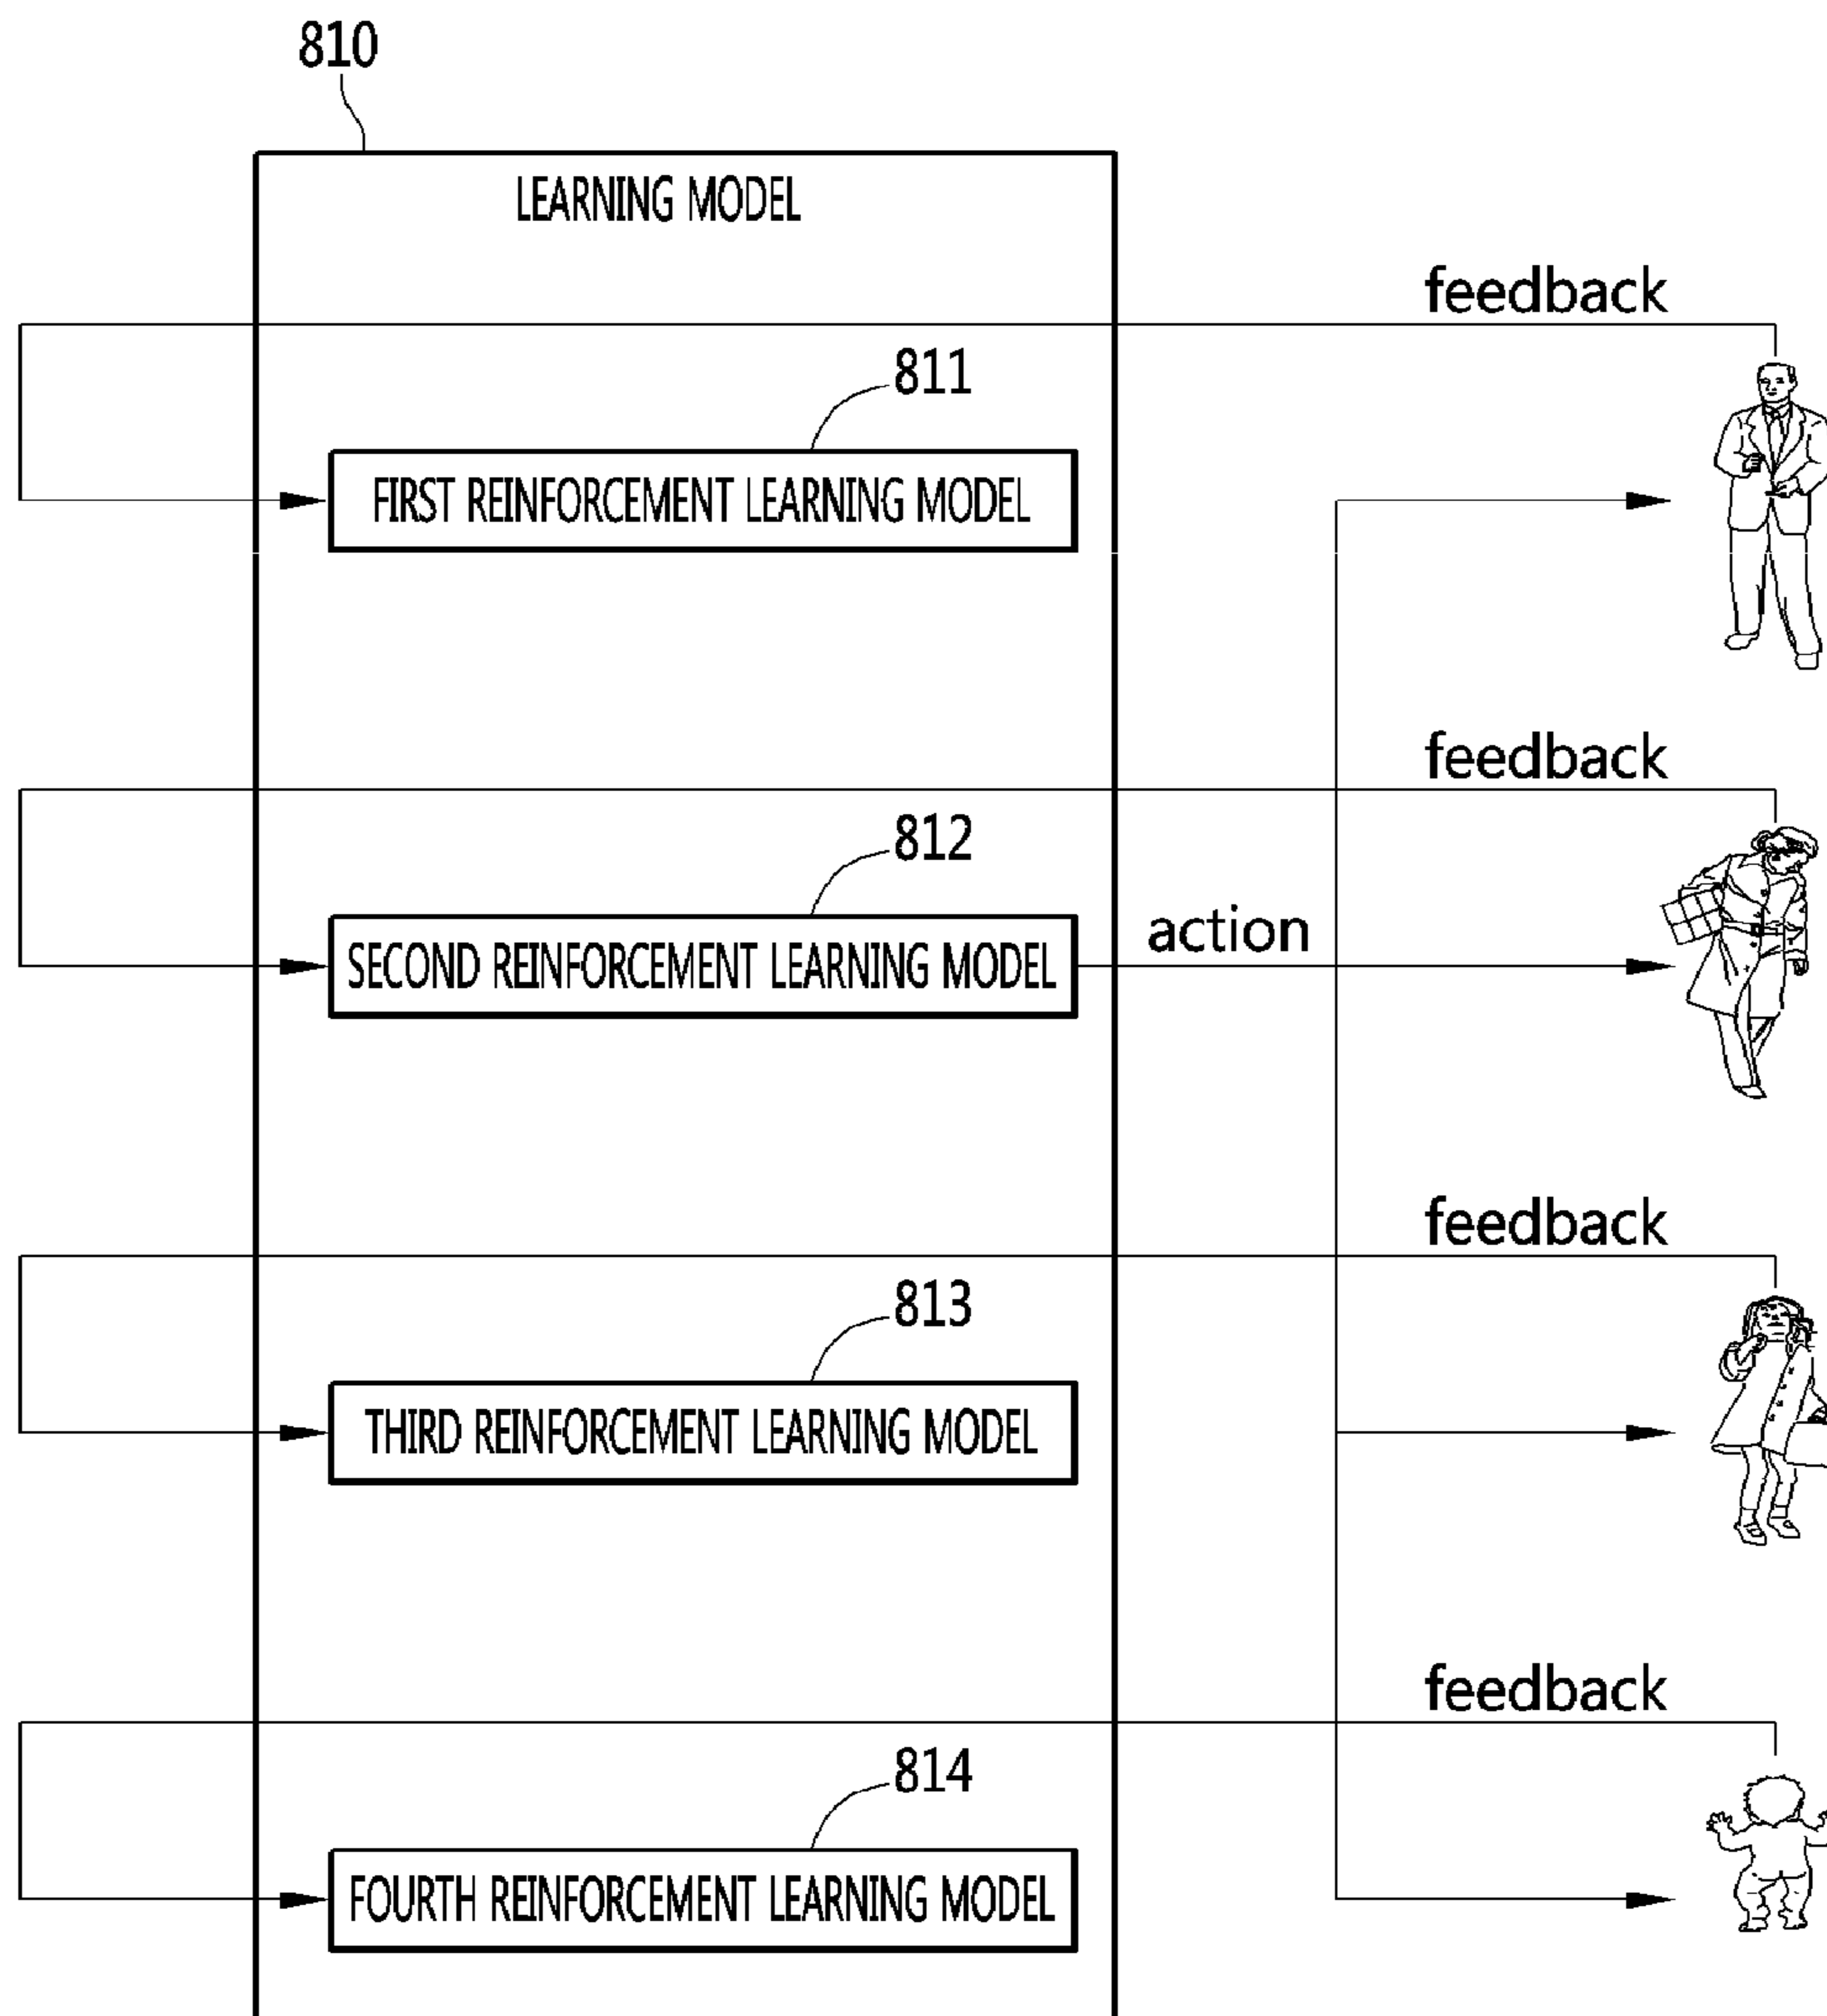 810
LEARNING MODEL
feedback
811
FIRST REINFORCEMENT LEARNING MODEL
feedback
812
SECOND REINFORCEMENT LEARNING MODEL
action
feedback
813
THIRD REINFORCEMENT LEARNING MODEL
feedback
814
FOURTH REINFORCEMENT LEARNING MODEL